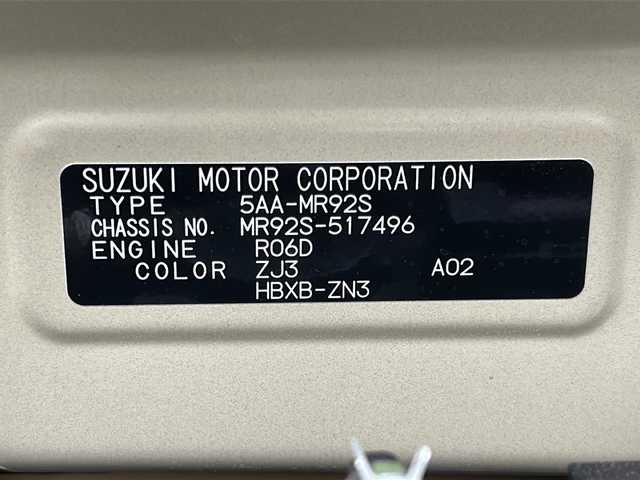 SUZUKI MOTOR CORPORATION
TYPE 5AA-MR92S
CHASSIS NO. MR92S-517496
ENGINE R06D
COLOR ZJ3 A02
HBXB-ZN3